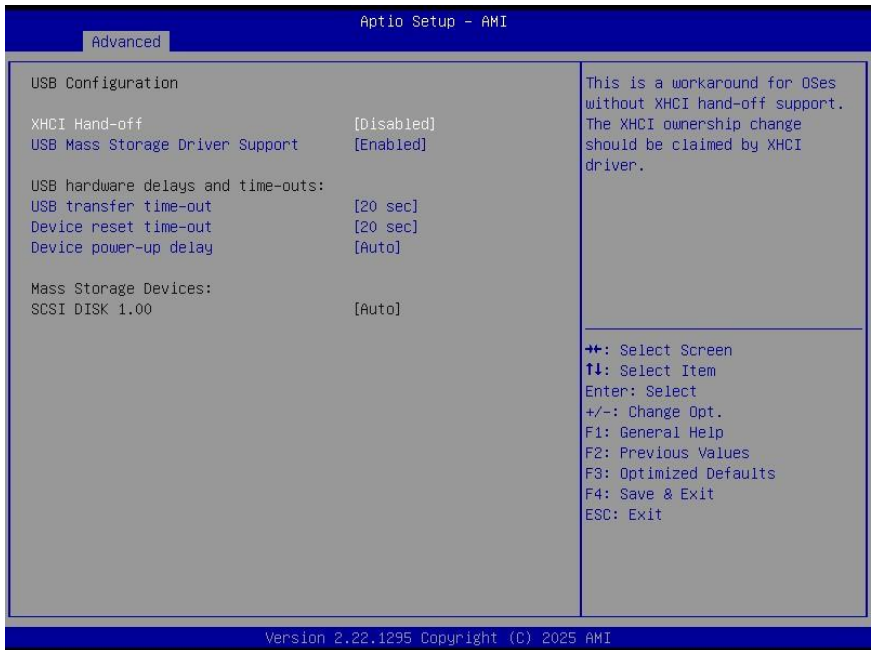 Aptio Setup – AMI
Advanced
USB Configuration
XHCI Hand-off [Disabled]
USB Mass Storage Driver Support [Enabled]
USB hardware delays and time-outs:
USB transfer time-out [20 sec]
Device reset time-out [20 sec]
Device power-up delay [Auto]
Mass Storage Devices:
SCSI DISK 1.00 [Auto]
This is a workaround for OSes
without XHCI hand-off support.
The XHCI ownership change
should be claimed by XHCI
driver.
→←: Select Screen
↑↓: Select Item
Enter: Select
+/-: Change Opt.
F1: General Help
F2: Previous Values
F3: Optimized Defaults
F4: Save & Exit
ESC: Exit
Version 2.22.1295 Copyright (C) 2025 AMI